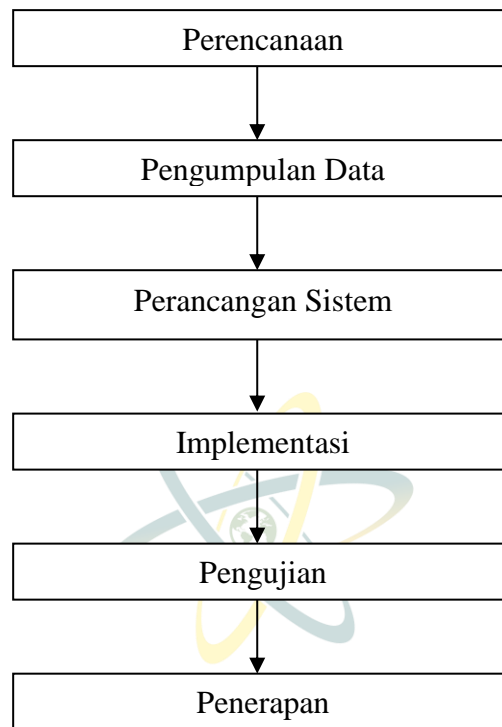 Perencanaan
Pengumpulan Data
Perancangan Sistem
Implementasi
Pengujian
Penerapan